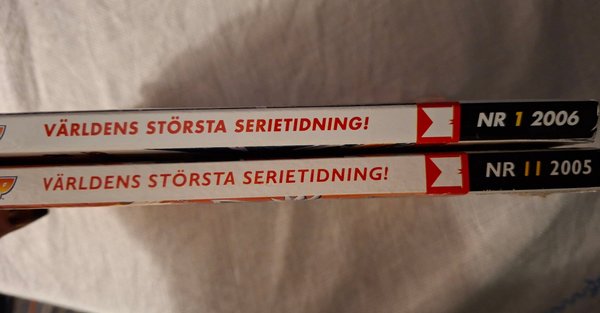 VÄRLDENS STÖRSTA SERIETIDNING! NR 1 2006
VÄRLDENS STÖRSTA SERIETIDNING! NR 11 2005